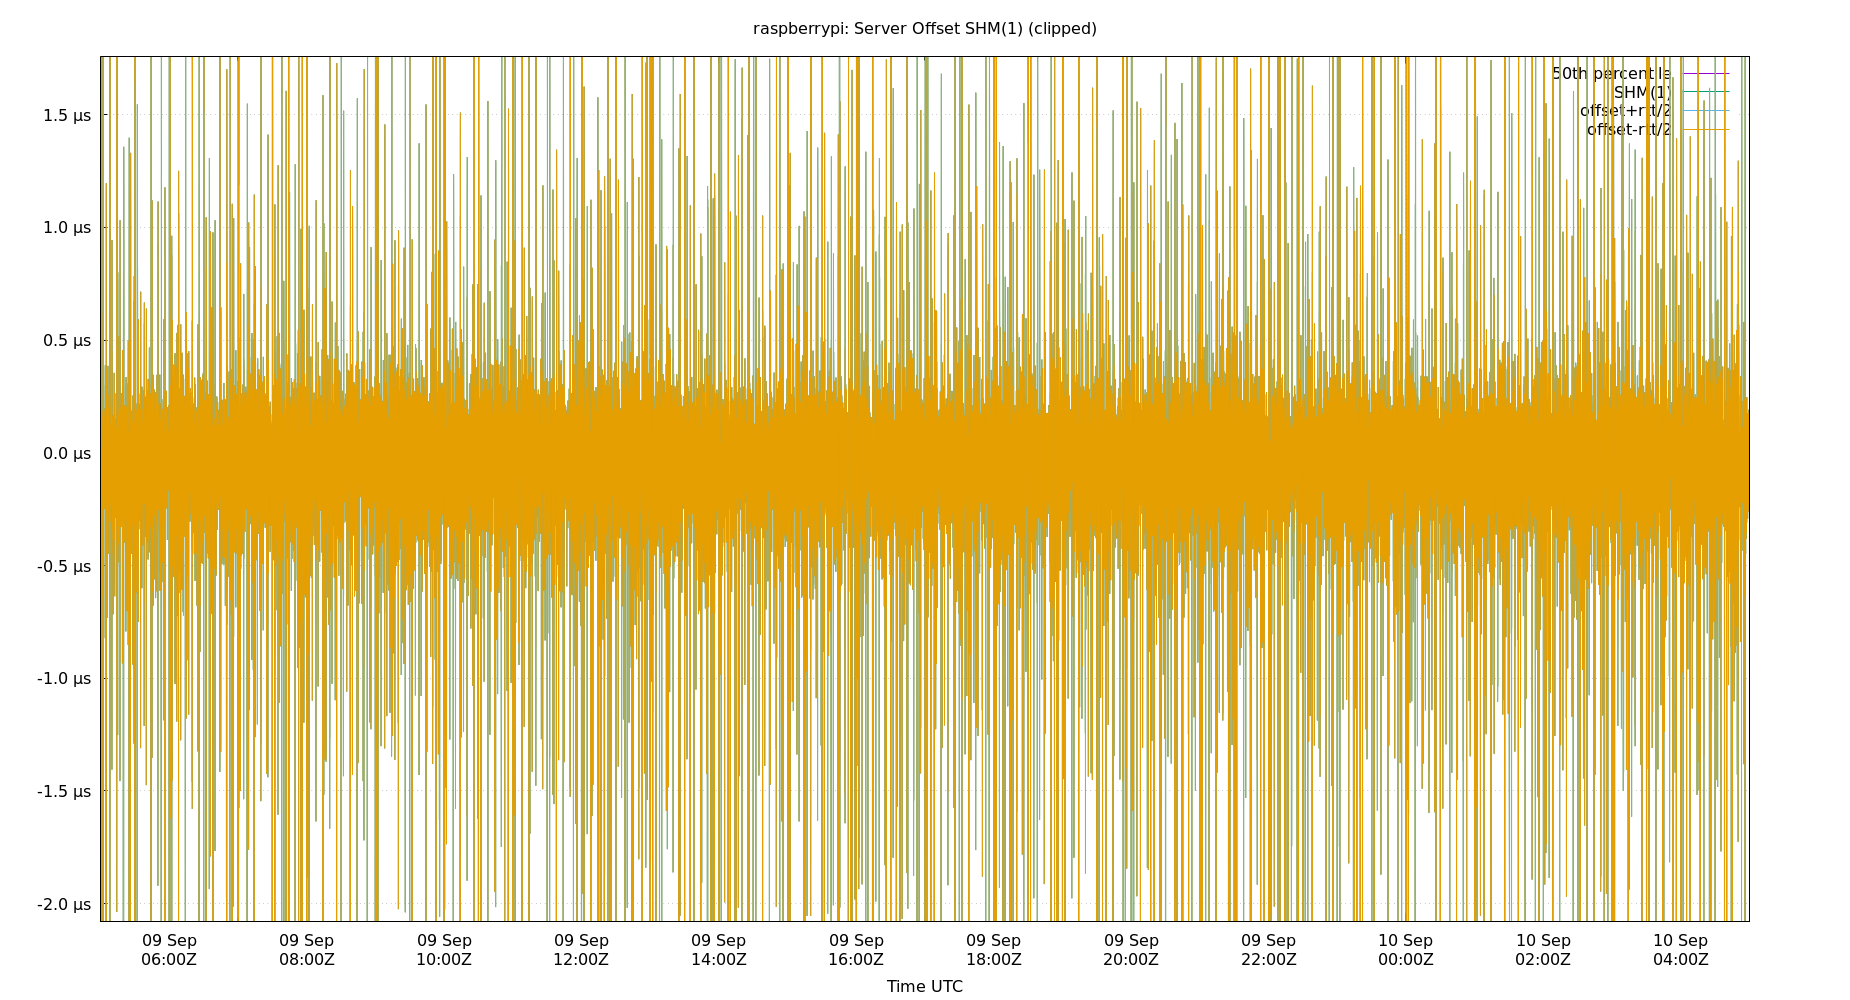 raspberrypi: Server Offset SHM(1) (clipped)
50th percentile
SHM(1)
offset+rtt/2
offset-rtt/2
1.5 µs
1.0 µs
0.5 µs
0.0 µs
-0.5 µs
-1.0 µs
-1.5 µs
-2.0 µs
09 Sep 09 Sep 09 Sep 09 Sep 09 Sep 09 Sep 09 Sep 09 Sep 09 Sep 10 Sep 10 Sep 10 Sep
06:00Z 08:00Z 10:00Z 12:00Z 14:00Z 16:00Z 18:00Z 20:00Z 22:00Z 00:00Z 02:00Z 04:00Z
Time UTC